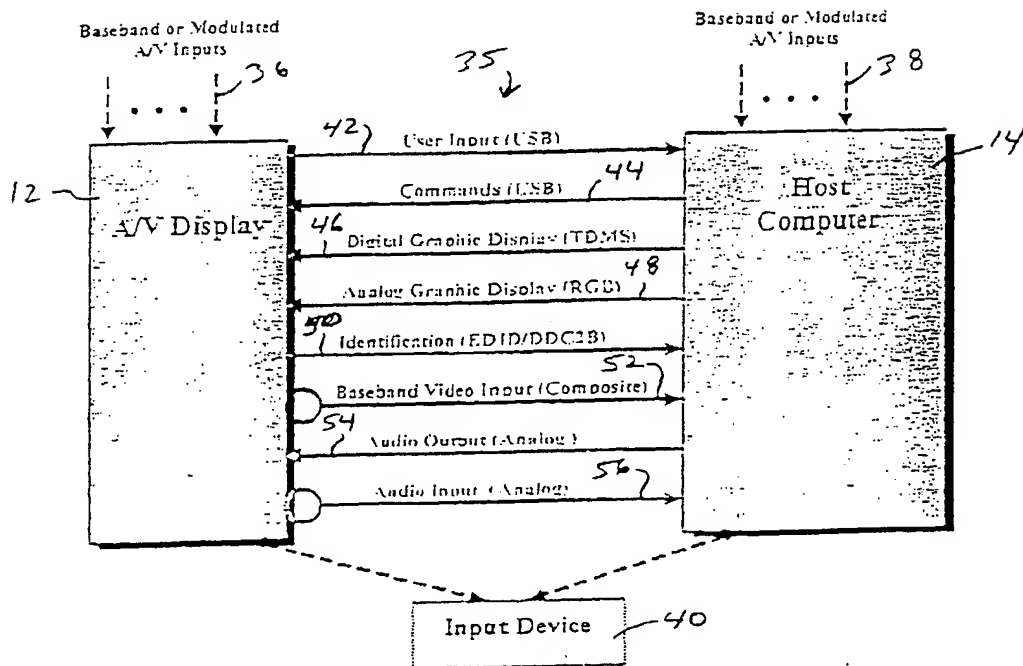 Baseband or Modulated
A/V Inputs
Baseband or Modulated
A/V Inputs
36
35
38
42
User Input (USB)
14
12
A/V Display
Host
Computer
Commands (USB)
44
46
Digital Graphic Display (TDMS)
Analog Graphic Display (RGB)
48
50
Identification (EDID/DDC2B)
52
Baseband Video Input (Composite)
54
Audio Output (Analog)
Audio Input (Analog)
56
Input Device
40